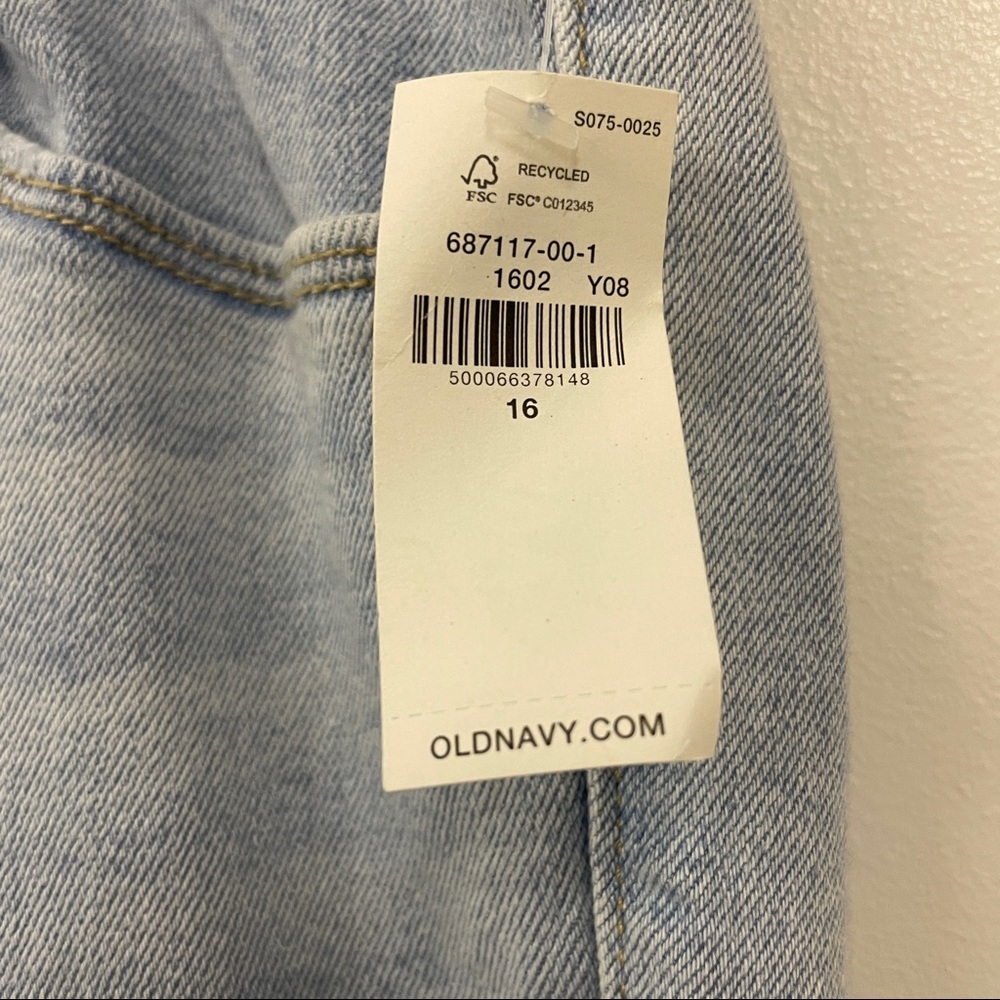 S075-0025
RECYCLED
FSC FSC® C012345
687117-00-1
1602 Y08
500066378148
16
OLDNAVY.COM